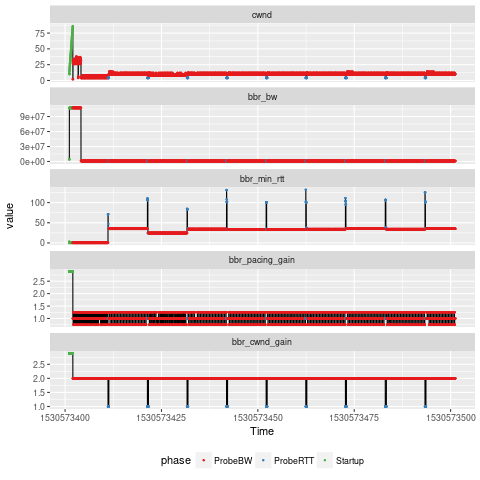 cwnd
75
50
25
0
bbr_bw
9e+07
6e+07
3e+07
0e+00
bbr_min_rtt
100
50
0
value
bbr_pacing_gain
2.5
2.0
1.5
1.0
bbr_cwnd_gain
2.5
2.0
1.5
1.0
1530573400 1530573425 1530573450 1530573475 1530573500
Time
phase ProbeBW ProbeRTT Startup